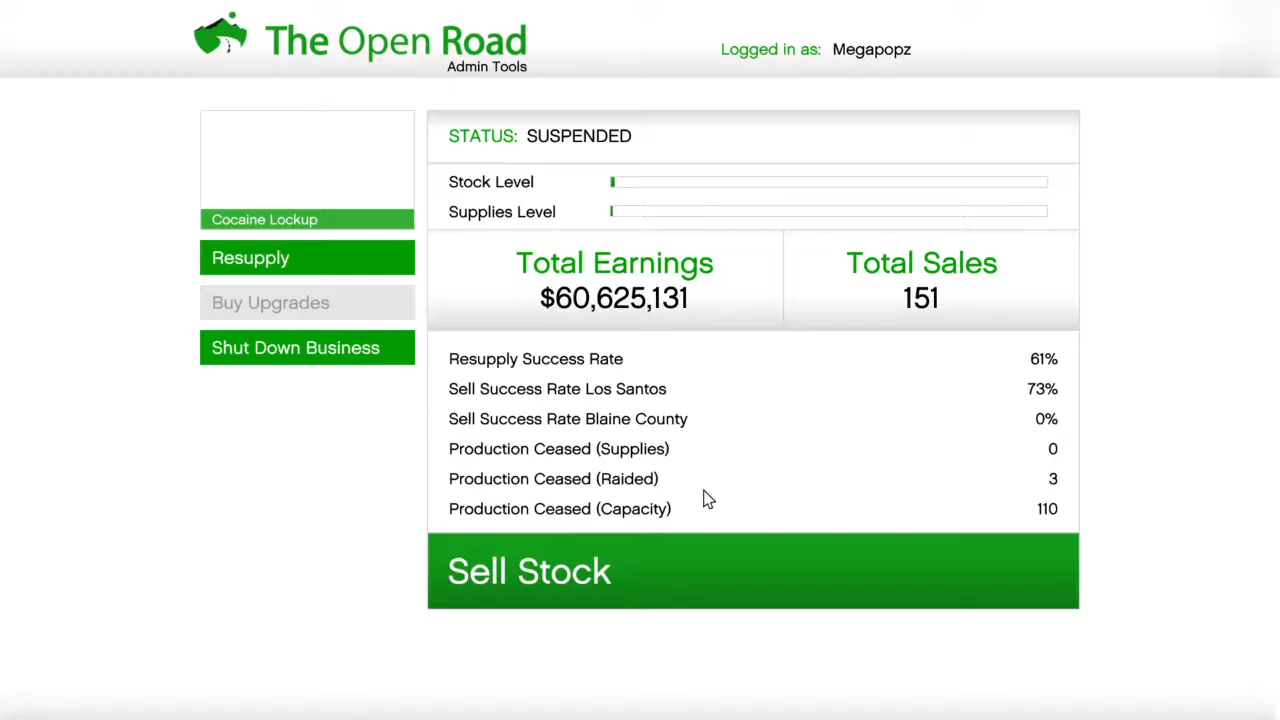 The Open Road
Admin Tools
Logged in as: Megapopz
Cocaine Lockup
Resupply
Buy Upgrades
Shut Down Business
STATUS: SUSPENDED
Stock Level
Supplies Level
Total Earnings
$60,625,131
Total Sales
151
Resupply Success Rate 61%
Sell Success Rate Los Santos 73%
Sell Success Rate Blaine County 0%
Production Ceased (Supplies) 0
Production Ceased (Raided) 3
Production Ceased (Capacity) 110
Sell Stock